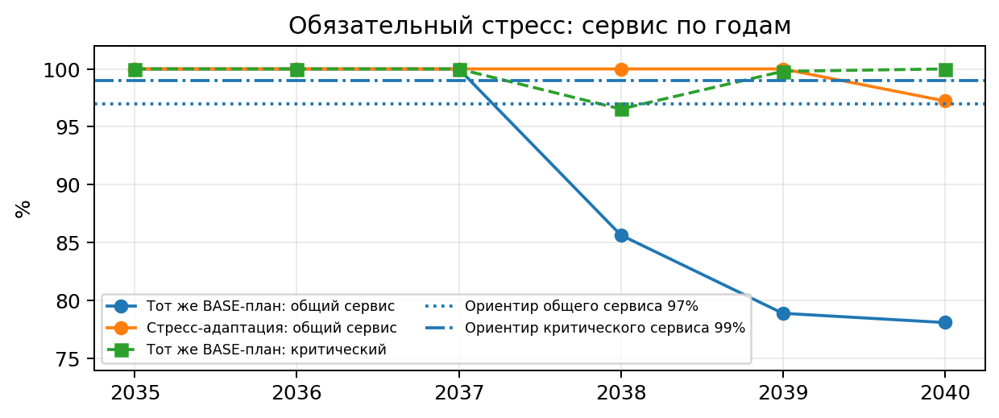 Обязательный стресс: сервис по годам
100
95
90
85
80
75
%
Тот же BASE-план: общий сервис
Стресс-адаптация: общий сервис
Тот же BASE-план: критический
Ориентир общего сервиса 97%
Ориентир критического сервиса 99%
2035 2036 2037 2038 2039 2040